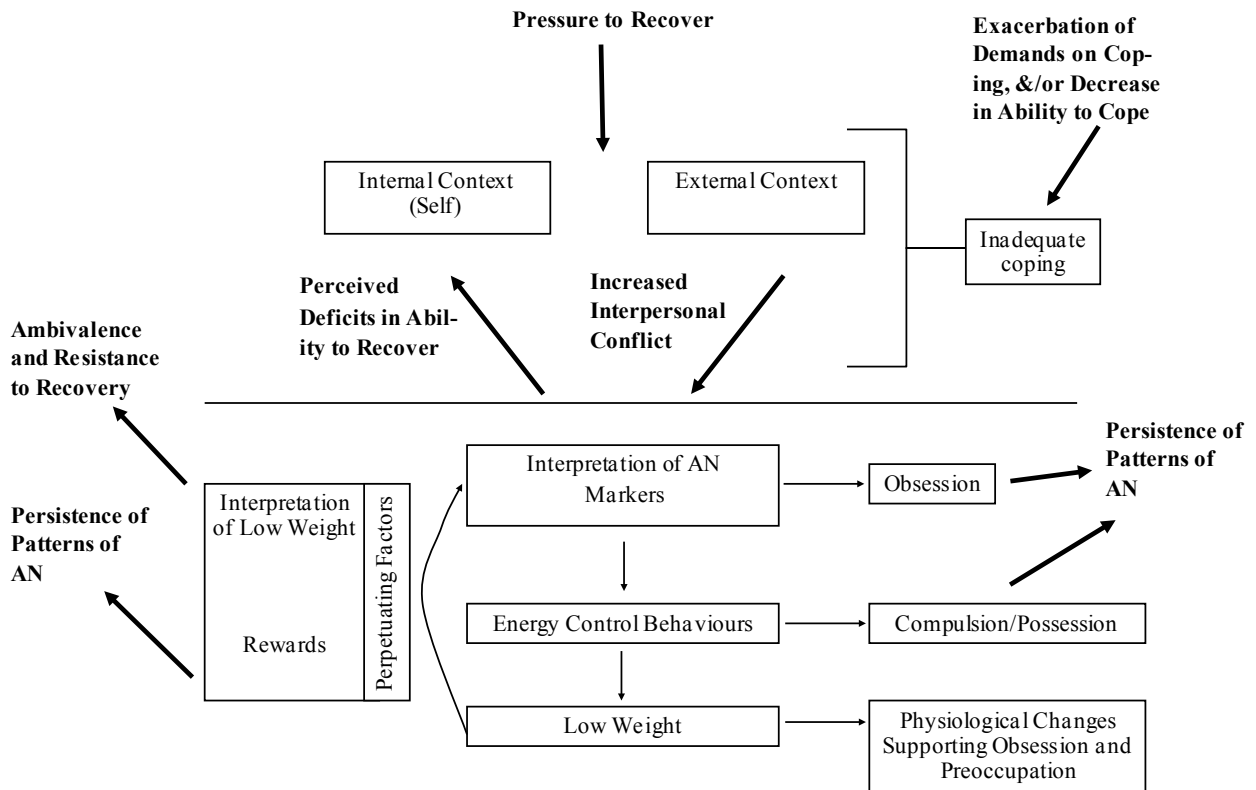 Pressure to Recover
Exacerbation of
Demands on Cop-
ing, &/or Decrease
in Ability to Cope
Internal Context
(Self)
External Context
Inadequate
coping
Perceived
Deficits in Abil-
ity to Recover
Increased
Interpersonal
Conflict
Ambivalence
and Resistance
to Recovery
Persistence of
Patterns of
AN
Interpretation
of Low Weight
Rewards
Perpetuating Factors
Interpretation of AN
Markers
Obsession
Persistence of
Patterns of
AN
Energy Control Behaviours
Compulsion/Possession
Low Weight
Physiological Changes
Supporting Obsession and
Preoccupation